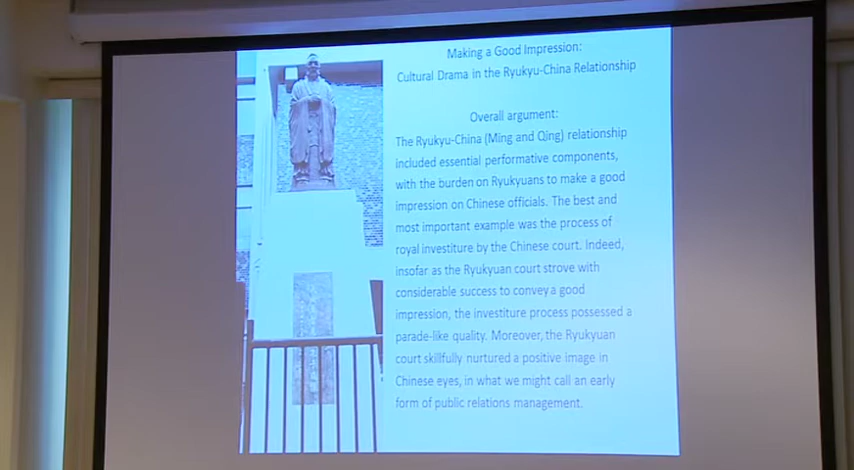 Making a Good Impression:
Cultural Drama in the Ryukyu-China Relationship
Overall argument:
The Ryukyu-China (Ming and Qing) relationship
included essential performative components,
with the burden on Ryukyuans to make a good
impression on Chinese officials. The best and
most important example was the process of
royal investiture by the Chinese court. Indeed,
insofar as the Ryukyuan court strove with
considerable success to convey a good
impression, the investiture process possessed a
parade-like quality. Moreover, the Ryukyuan
court skillfully nurtured a positive image in
Chinese eyes, in what we might call an early
form of public relations management.